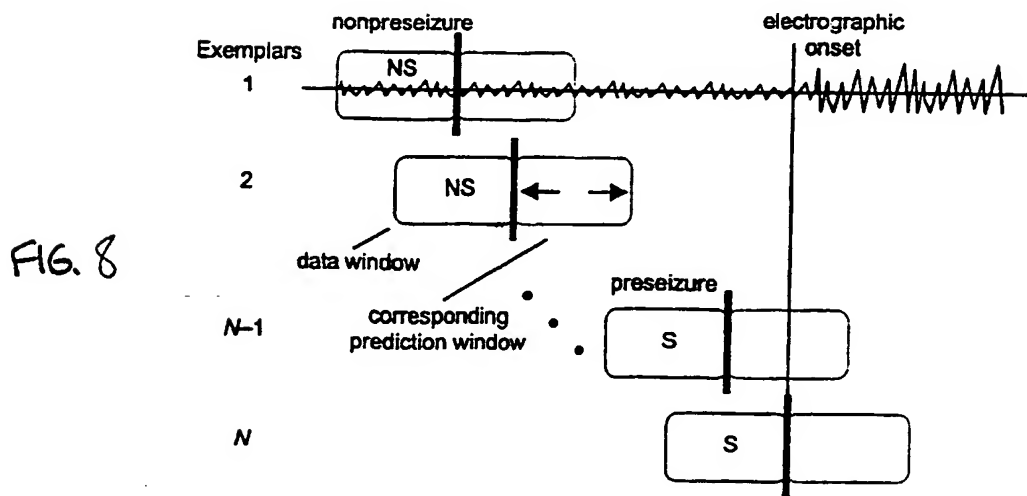 nonpreseizure
electrographic
onset
Exemplars
NS
1
2
NS
FIG. 8
data window
preseizure
corresponding
prediction window
N–1
S
N
S